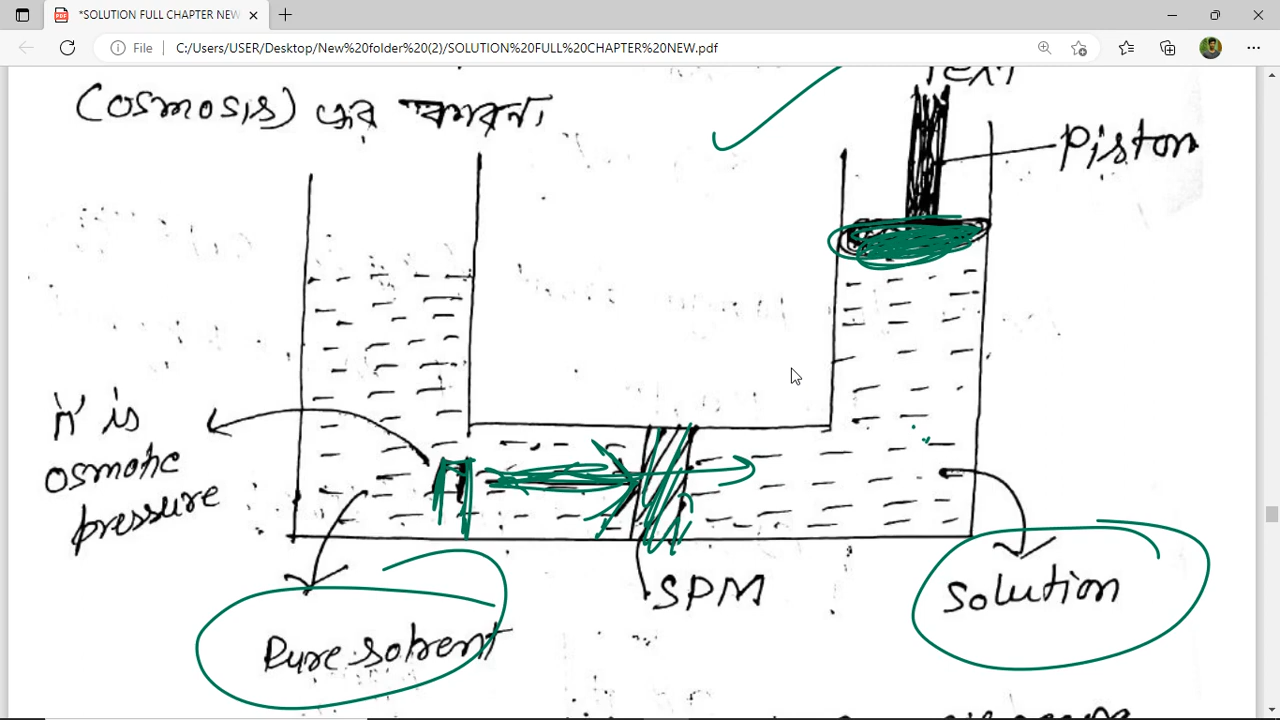 *SOLUTION FULL CHAPTER NEW
File
C:/Users/USER/Desktop/New%20folder%20(2)/SOLUTION%20FULL%20CHAPTER%20NEW.pdf
(Osmosis) এর
Piston
'π' is
osmotic
pressure
SPM
Solution
Pure solvent